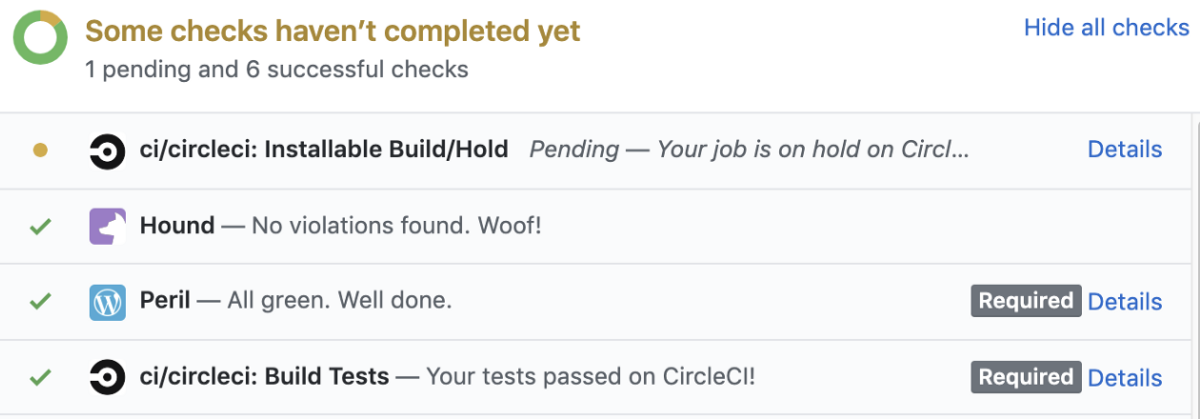 Some checks haven’t completed yet
Hide all checks
1 pending and 6 successful checks
ci/circleci: Installable Build/Hold Pending — Your job is on hold on Circl... Details
Hound — No violations found. Woof!
Peril — All green. Well done. Required Details
ci/circleci: Build Tests — Your tests passed on CircleCI! Required Details